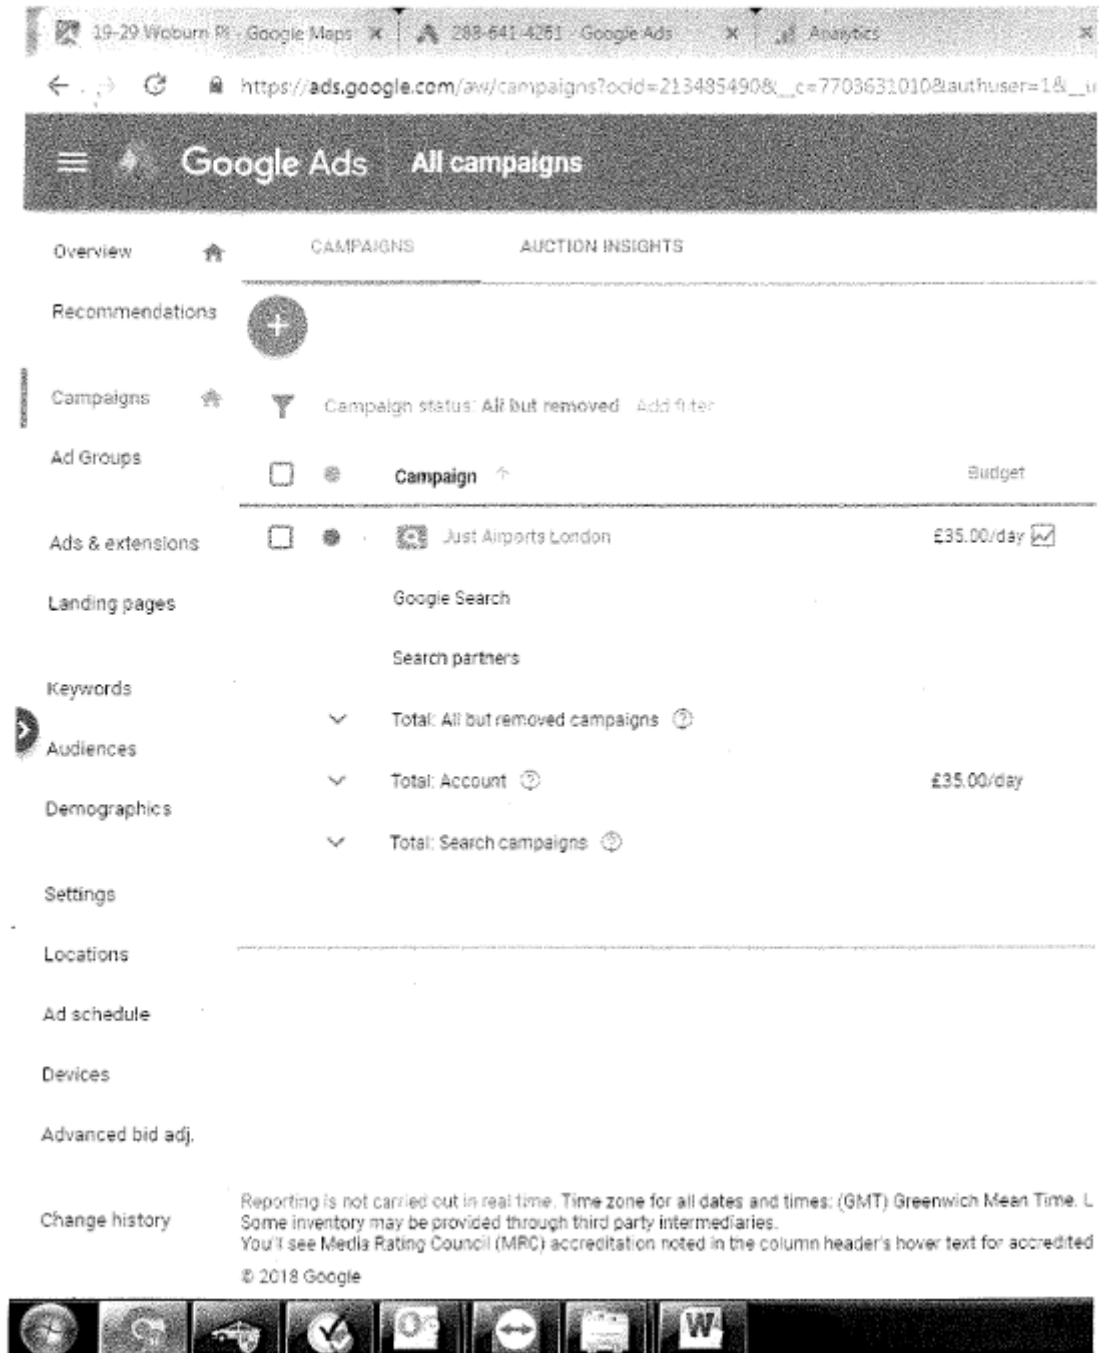 19-29 Woburn Pl - Google Maps
288-641-4261 - Google Ads
Analytics
https://ads.google.com/aw/campaigns?ocid=213485490&__c=7703631010&authuser=1&__u
Google Ads
All campaigns
Overview
CAMPAIGNS
AUCTION INSIGHTS
Recommendations
Campaigns
Campaign status: All but removed Add filter
Ad Groups
Campaign
Budget
Ads & extensions
Just Airports London
£35.00/day
Landing pages
Google Search
Search partners
Keywords
Total: All but removed campaigns
Audiences
Total: Account
£35.00/day
Demographics
Total: Search campaigns
Settings
Locations
Ad schedule
Devices
Advanced bid adj.
Change history
Reporting is not carried out in real time. Time zone for all dates and times: (GMT) Greenwich Mean Time. L
Some inventory may be provided through third party intermediaries.
You'll see Media Rating Council (MRC) accreditation noted in the column header's hover text for accredited
© 2018 Google
W